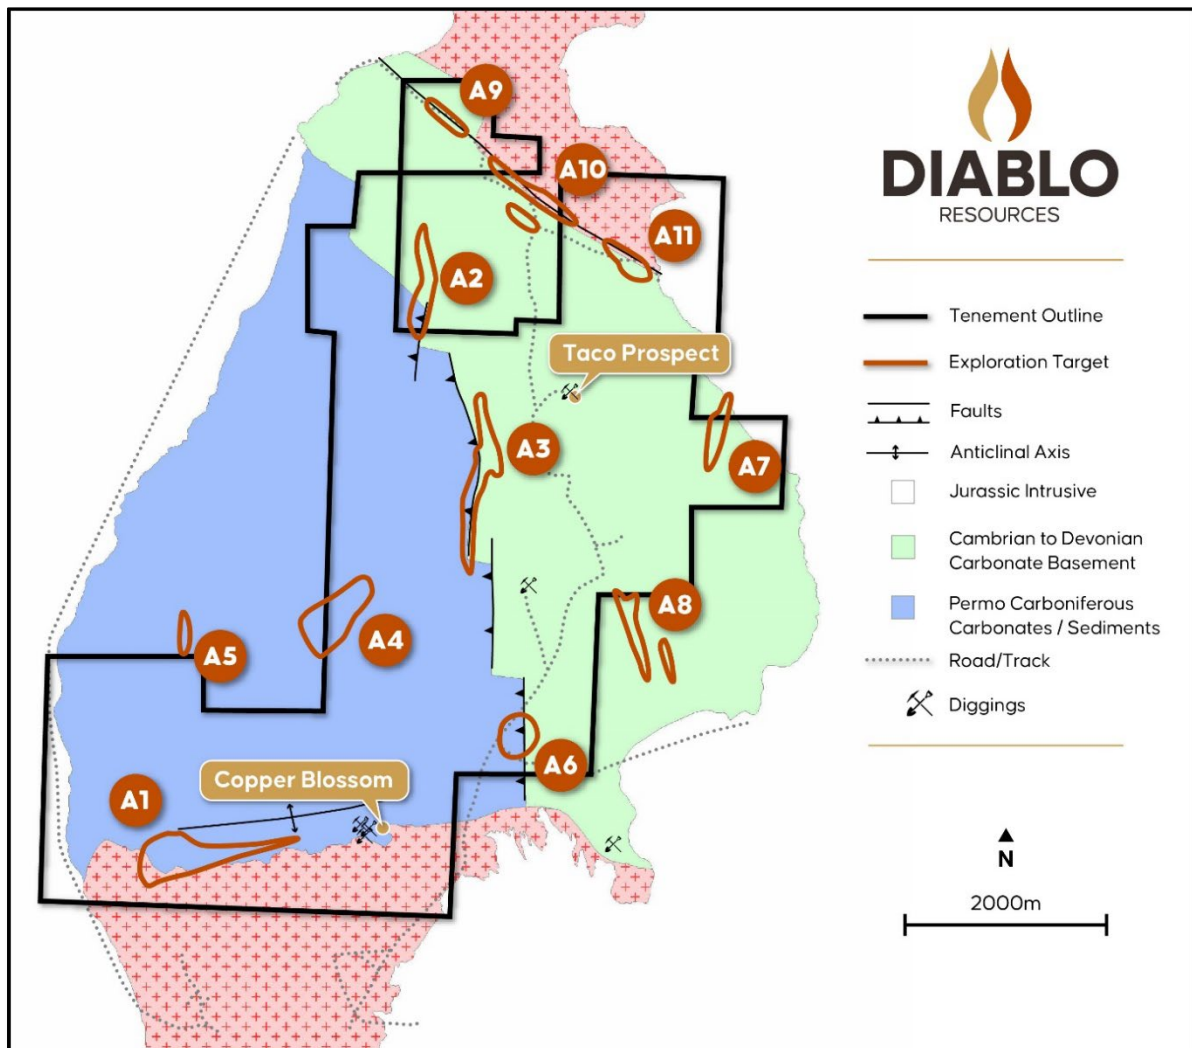 A9
A10
A11
A2
Taco Prospect
A3
A7
A8
A4
A5
A6
Copper Blossom
A1
DIABLO
RESOURCES
Tenement Outline
Exploration Target
Faults
Anticlinal Axis
Jurassic Intrusive
Cambrian to Devonian
Carbonate Basement
Permo Carboniferous
Carbonates / Sediments
Road/Track
Diggings
N
2000m